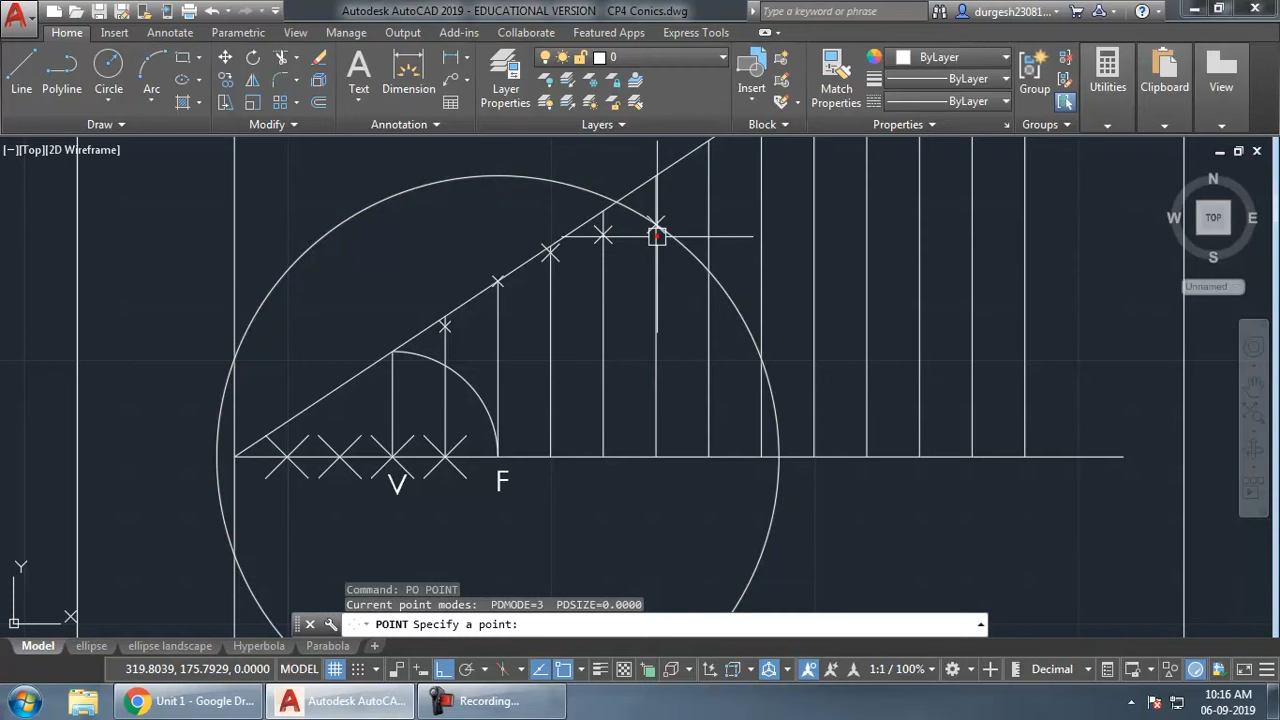 Autodesk AutoCAD 2019 - EDUCATIONAL VERSION CP4 Conics.dwg
Type a keyword or phrase
durgesh23081...
Home Insert Annotate Parametric View Manage Output Add-ins Collaborate Featured Apps Express Tools
Line Polyline Circle Arc
Text Dimension
Layer Properties
0
Insert
Match Properties
ByLayer
ByLayer
ByLayer
Group
Utilities Clipboard View
Draw Modify Annotation Layers Block Properties Groups
[−][Top][2D Wireframe]
N
W TOP E
S
Unnamed
V F
Y
X
Command: PO POINT
Current point modes: PDMODE=3 PDSIZE=0.0000
POINT Specify a point:
Model ellipse ellipse landscape Hyperbola Parabola +
319.8039, 175.7929, 0.0000 MODEL 1:1 / 100% Decimal
Unit 1 - Google Dr... Autodesk AutoCA... Recording...
10:16 AM
06-09-2019